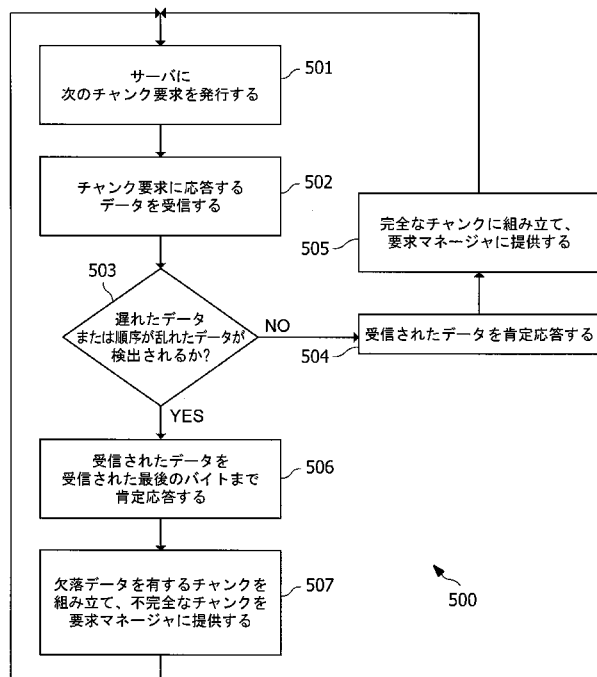 サーバに
次のチャンク要求を発行する
501
チャンク要求に応答する
データを受信する
502
503
遅れたデータ
または順序が乱れたデータが
検出されるか?
NO
YES
受信されたデータを肯定応答する
504
完全なチャンクに組み立て、
要求マネージャに提供する
505
受信されたデータを
受信された最後のバイトまで
肯定応答する
506
欠落データを有するチャンクを
組み立て、不完全なチャンクを
要求マネージャに提供する
507
500